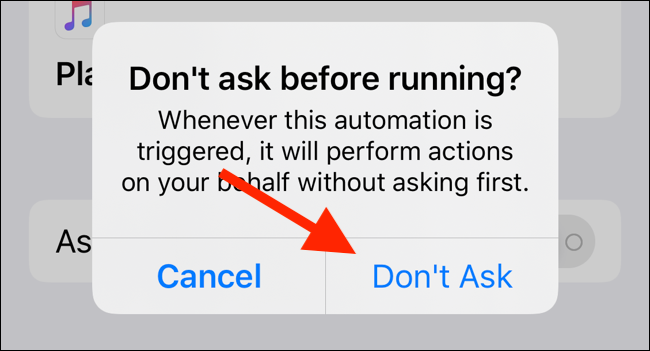 Pla
Don't ask before running?
Whenever this automation is
triggered, it will perform actions
on your behalf without asking first.
As
Cancel Don't Ask